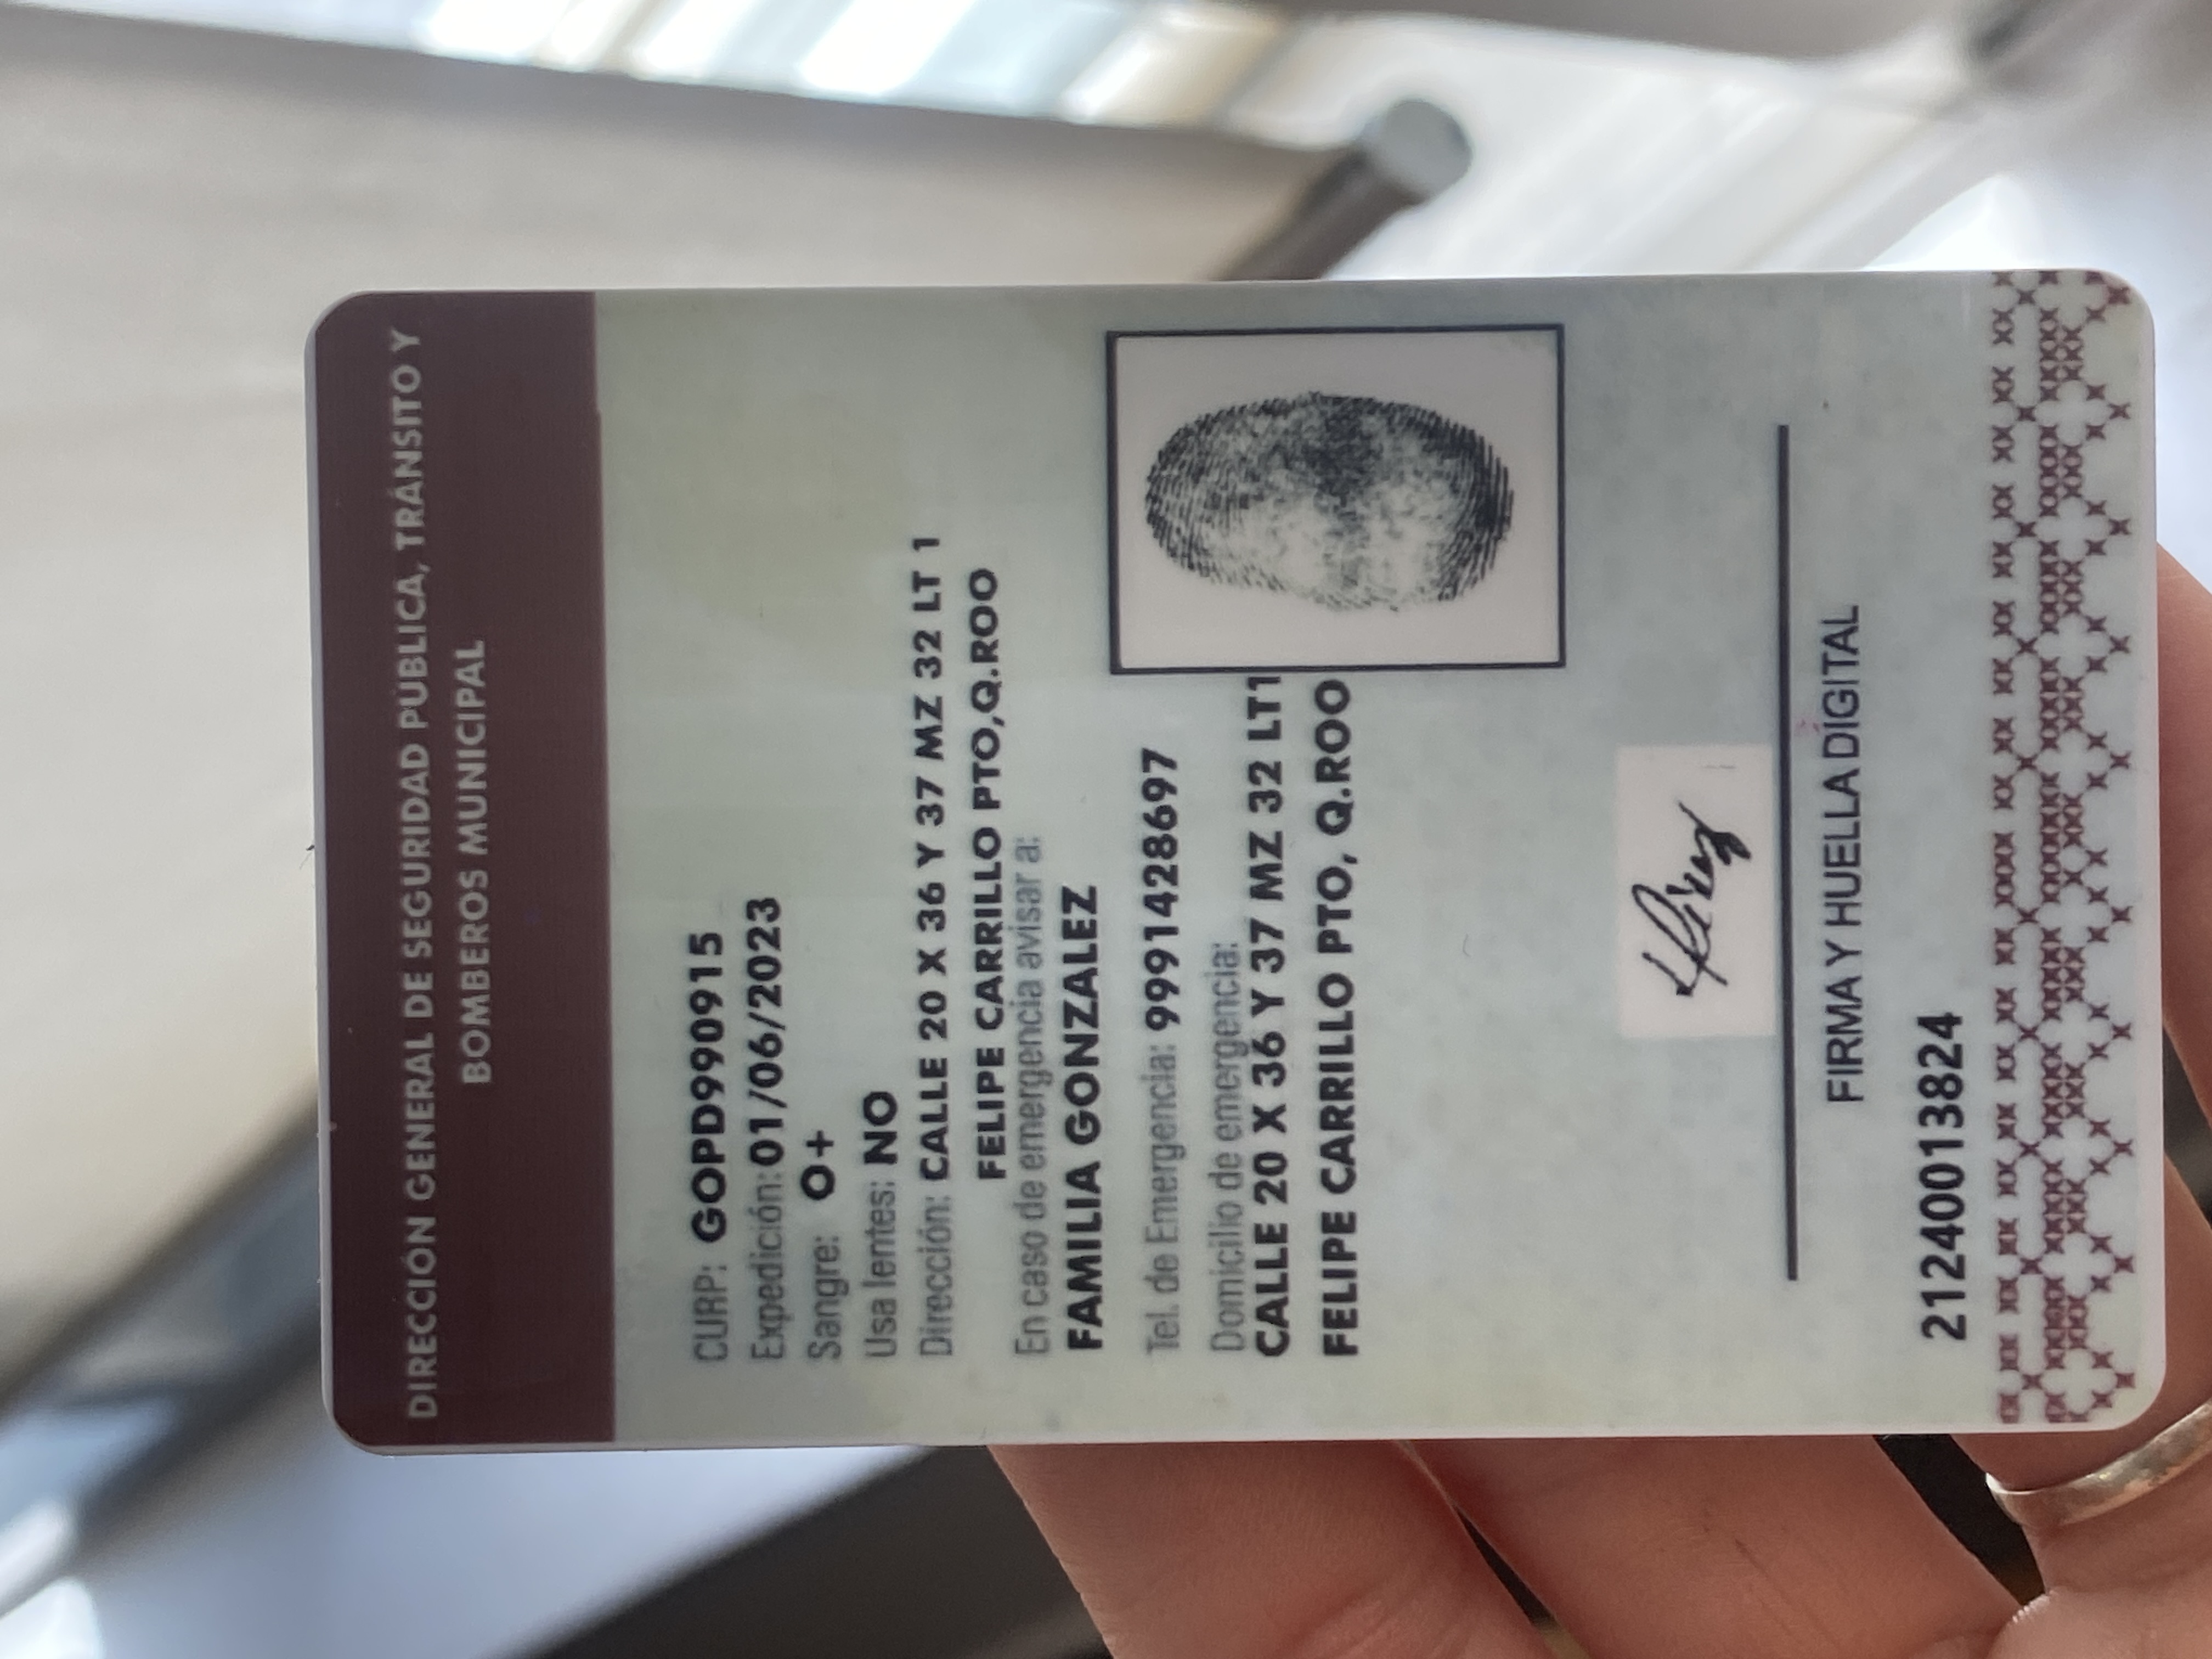 DIRECCIÓN GENERAL DE SEGURIDAD PÚBLICA, TRÁNSITO Y
BOMBEROS MUNICIPAL
CURP: GOPD990915
Expedición: 01/06/2023
Sangre: O+
Usa lentes: NO
Dirección: CALLE 20 X 36 Y 37 MZ 32 LT 1
FELIPE CARRILLO PTO,Q.ROO
En caso de emergencia avisar a:
FAMILIA GONZALEZ
Tel. de Emergencia: 9991428697
Domicilio de emergencia:
CALLE 20 X 36 Y 37 MZ 32 LT1
FELIPE CARRILLO PTO, Q.ROO
FIRMA Y HUELLA DIGITAL
21240013824